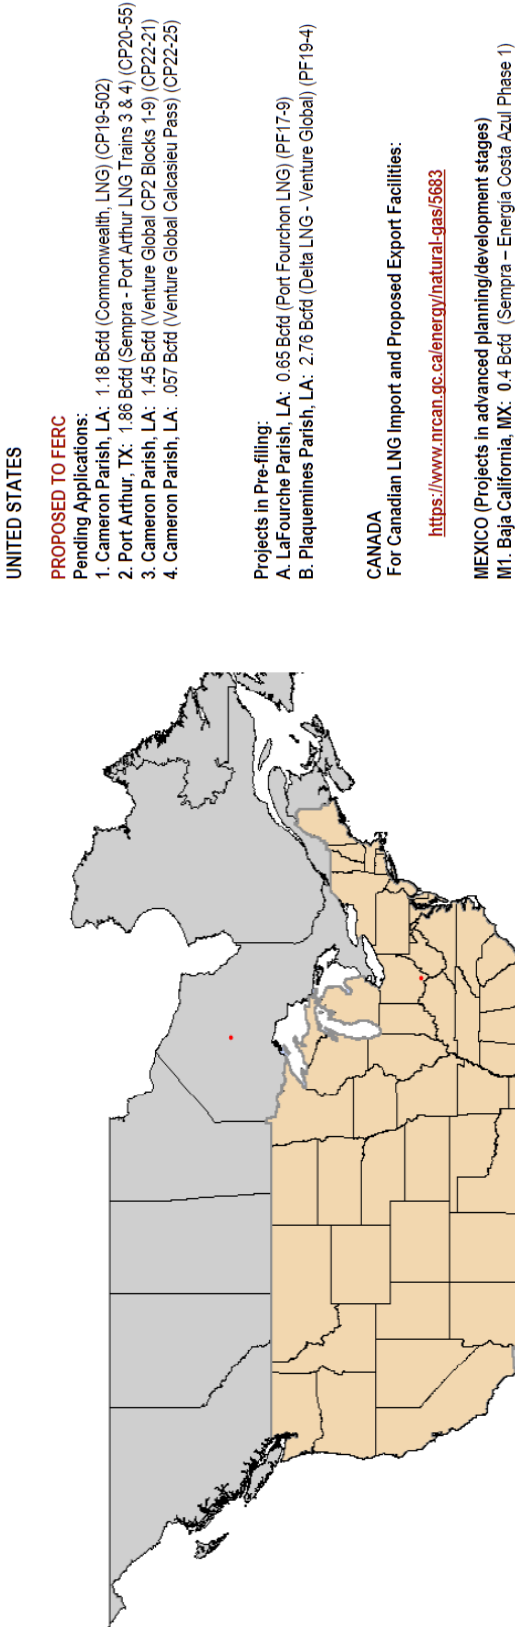 UNITED STATES
PROPOSED TO FERC
Pending Applications:
1. Cameron Parish, LA: 1.18 Bcfd (Commonwealth, LNG) (CP19-502)
2. Port Arthur, TX: 1.86 Bcfd (Sempra - Port Arthur LNG Trains 3 & 4) (CP20-55)
3. Cameron Parish, LA: 1.45 Bcfd (Venture Global CP2 Blocks 1-9) (CP22-21)
4. Cameron Parish, LA: .057 Bcfd (Venture Global Calcasieu Pass) (CP22-25)
Projects in Pre-filing:
A. LaFourche Parish, LA: 0.65 Bcfd (Port Fourchon LNG) (PF17-9)
B. Plaquemines Parish, LA: 2.76 Bcfd (Delta LNG - Venture Global) (PF19-4)
CANADA
For Canadian LNG Import and Proposed Export Facilities:
https://www.nrcan.gc.ca/energy/natural-gas/5683
MEXICO (Projects in advanced planning/development stages)
M1. Baja California, MX: 0.4 Bcfd (Sempra – Energía Costa Azul Phase 1)